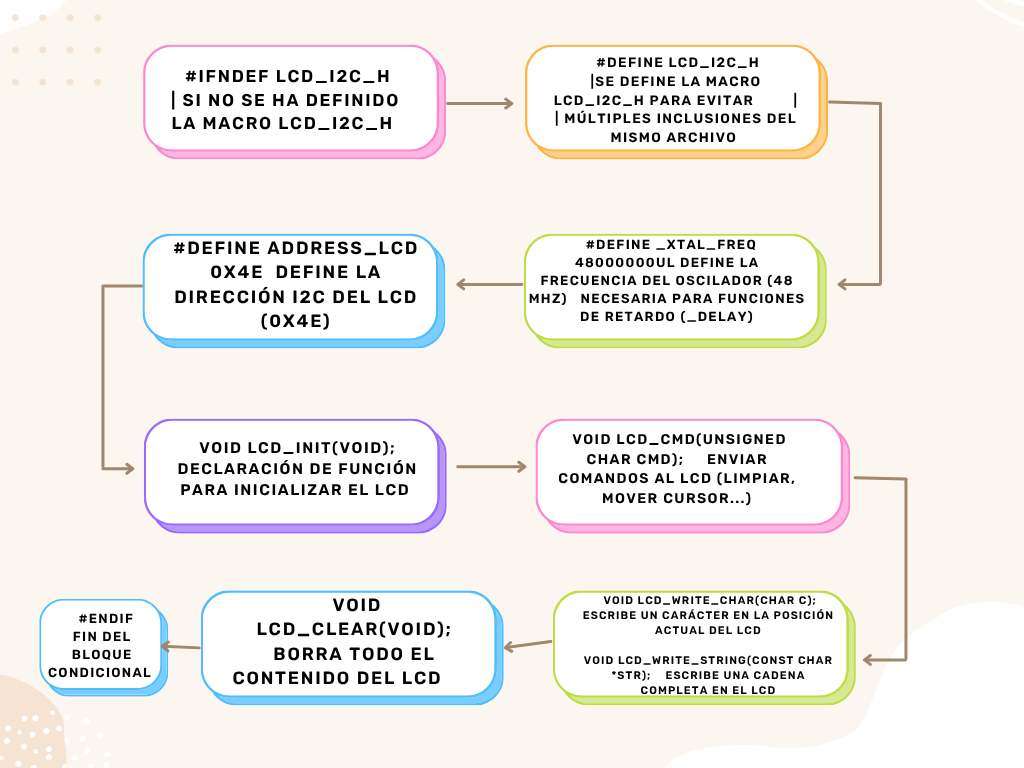 #IFNDEF LCD_I2C_H
| SI NO SE HA DEFINIDO
LA MACRO LCD_I2C_H
#DEFINE LCD_I2C_H
|SE DEFINE LA MACRO
LCD_I2C_H PARA EVITAR |
| MÚLTIPLES INCLUSIONES DEL
MISMO ARCHIVO
#DEFINE _XTAL_FREQ
48000000UL DEFINE LA
FRECUENCIA DEL OSCILADOR (48
MHZ) NECESARIA PARA FUNCIONES
DE RETARDO (_DELAY)
#DEFINE ADDRESS_LCD
0X4E DEFINE LA
DIRECCIÓN I2C DEL LCD
(0X4E)
VOID LCD_INIT(VOID);
DECLARACIÓN DE FUNCIÓN
PARA INICIALIZAR EL LCD
VOID LCD_CMD(UNSIGNED
CHAR CMD); ENVIAR
COMANDOS AL LCD (LIMPIAR,
MOVER CURSOR...)
VOID LCD_WRITE_CHAR(CHAR C);
ESCRIBE UN CARÁCTER EN LA POSICIÓN
ACTUAL DEL LCD
VOID LCD_WRITE_STRING(CONST CHAR
*STR); ESCRIBE UNA CADENA
COMPLETA EN EL LCD
VOID
LCD_CLEAR(VOID);
BORRA TODO EL
CONTENIDO DEL LCD
#ENDIF
FIN DEL
BLOQUE
CONDICIONAL